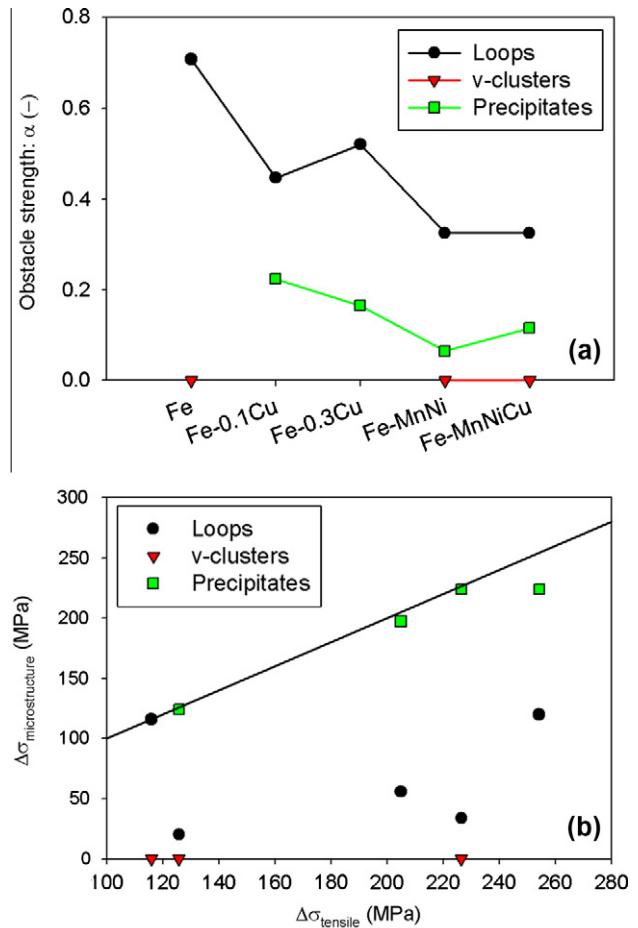 0.8
0.6
0.4
0.2
0.0
Obstacle strength: α (−)
Loops
v-clusters
Precipitates
(a)
Fe
Fe-0.1Cu
Fe-0.3Cu
Fe-MnNi
Fe-MnNiCu
300
250
200
150
100
50
0
Δσmicrostructure (MPa)
Loops
v-clusters
Precipitates
(b)
100 120 140 160 180 200 220 240 260 280
Δσtensile (MPa)